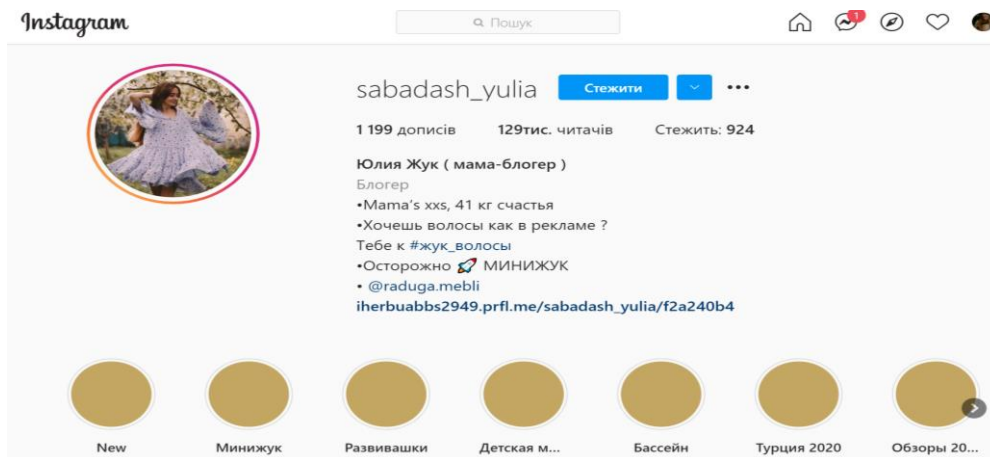 Instagram
Пошук
1
sabadash_yulia Стежити
1 199 дописів 129тис. читачів Стежить: 924
Юлия Жук ( мама-блогер )
Блогер
•Mama's xxs, 41 кг счастья
•Хочешь волосы как в рекламе ?
Тебе к #жук_волосы
•Осторожно 🚀 МИНИЖУК
• @raduga.mebli
iherbuabbs2949.prfl.me/sabadash_yulia/f2a240b4
New Минижук Развивашки Детская м... Бассейн Турция 2020 Обзоры 20...